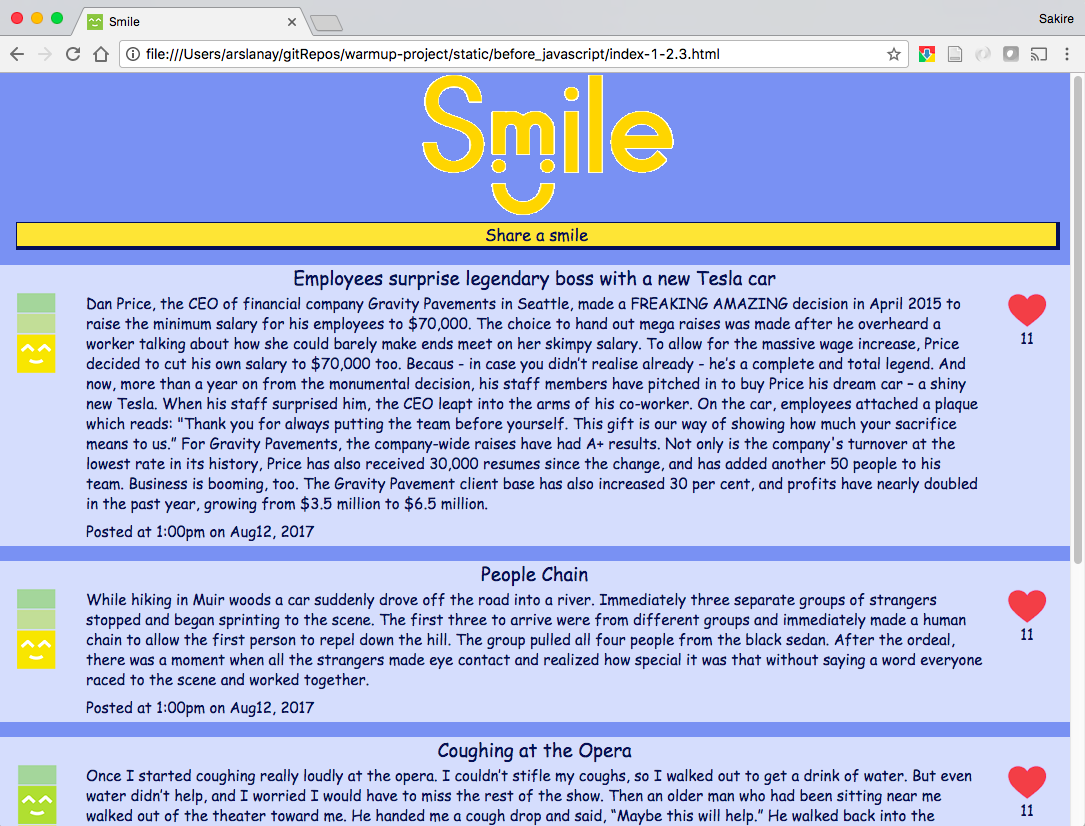 Smile
Sakire
file:///Users/arslanay/gitRepos/warmup-project/static/before_javascript/index-1-2.3.html
Smile
Share a smile
Employees surprise legendary boss with a new Tesla car
Dan Price, the CEO of financial company Gravity Pavements in Seattle, made a FREAKING AMAZING decision in April 2015 to
raise the minimum salary for his employees to $70,000. The choice to hand out mega raises was made after he overheard a
worker talking about how she could barely make ends meet on her skimpy salary. To allow for the massive wage increase, Price
decided to cut his own salary to $70,000 too. Becaus - in case you didn’t realise already - he’s a complete and total legend. And
now, more than a year on from the monumental decision, his staff members have pitched in to buy Price his dream car – a shiny
new Tesla. When his staff surprised him, the CEO leapt into the arms of his co-worker. On the car, employees attached a plaque
which reads: "Thank you for always putting the team before yourself. This gift is our way of showing how much your sacrifice
means to us.” For Gravity Pavements, the company-wide raises have had A+ results. Not only is the company's turnover at the
lowest rate in its history, Price has also received 30,000 resumes since the change, and has added another 50 people to his
team. Business is booming, too. The Gravity Pavement client base has also increased 30 per cent, and profits have nearly doubled
in the past year, growing from $3.5 million to $6.5 million.
11
Posted at 1:00pm on Aug12, 2017
People Chain
While hiking in Muir woods a car suddenly drove off the road into a river. Immediately three separate groups of strangers
stopped and began sprinting to the scene. The first three to arrive were from different groups and immediately made a human
chain to allow the first person to repel down the hill. The group pulled all four people from the black sedan. After the ordeal,
there was a moment when all the strangers made eye contact and realized how special it was that without saying a word everyone
raced to the scene and worked together.
11
Posted at 1:00pm on Aug12, 2017
Coughing at the Opera
Once I started coughing really loudly at the opera. I couldn’t stifle my coughs, so I walked out to get a drink of water. But even
water didn’t help, and I worried I would have to miss the rest of the show. Then an older man who had been sitting near me
walked out of the theater toward me. He handed me a cough drop and said, “Maybe this will help.” He walked back into the
11